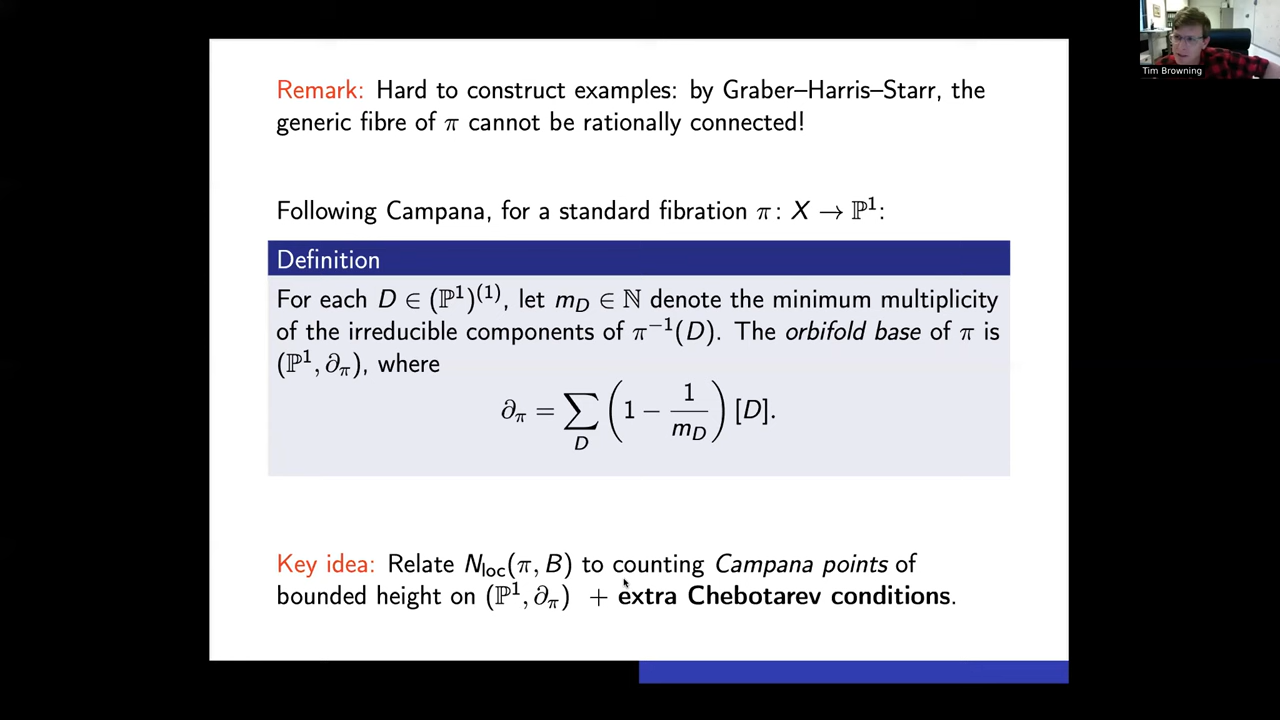 Remark: Hard to construct examples: by Graber–Harris–Starr, the
generic fibre of π cannot be rationally connected!
Following Campana, for a standard fibration π: X → ℙ¹:
Definition
For each D ∈ (ℙ¹)⁽¹⁾, let m_D ∈ ℕ denote the minimum multiplicity
of the irreducible components of π⁻¹(D). The orbifold base of π is
(ℙ¹, ∂_π), where
∂_π = ∑_D (1 − 1/m_D) [D].
Key idea: Relate N_loc(π, B) to counting Campana points of
bounded height on (ℙ¹, ∂_π) + extra Chebotarev conditions.
Tim Browning